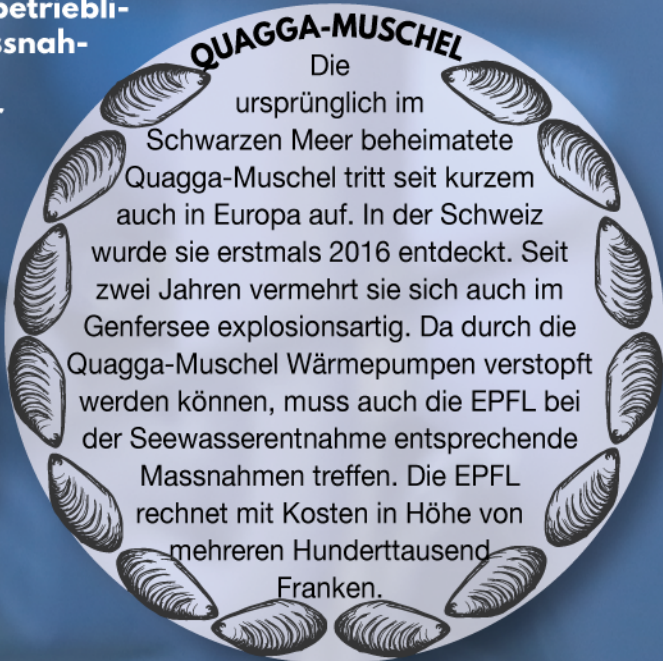 betriebli-
ssnah-
QUAGGA-MUSCHEL
Die
ursprünglich im
Schwarzen Meer beheimatete
Quagga-Muschel tritt seit kurzem
auch in Europa auf. In der Schweiz
wurde sie erstmals 2016 entdeckt. Seit
zwei Jahren vermehrt sie sich auch im
Genfersee explosionsartig. Da durch die
Quagga-Muschel Wärmepumpen verstopft
werden können, muss auch die EPFL bei
der Seewasserentnahme entsprechende
Massnahmen treffen. Die EPFL
rechnet mit Kosten in Höhe von
mehreren Hunderttausend
Franken.